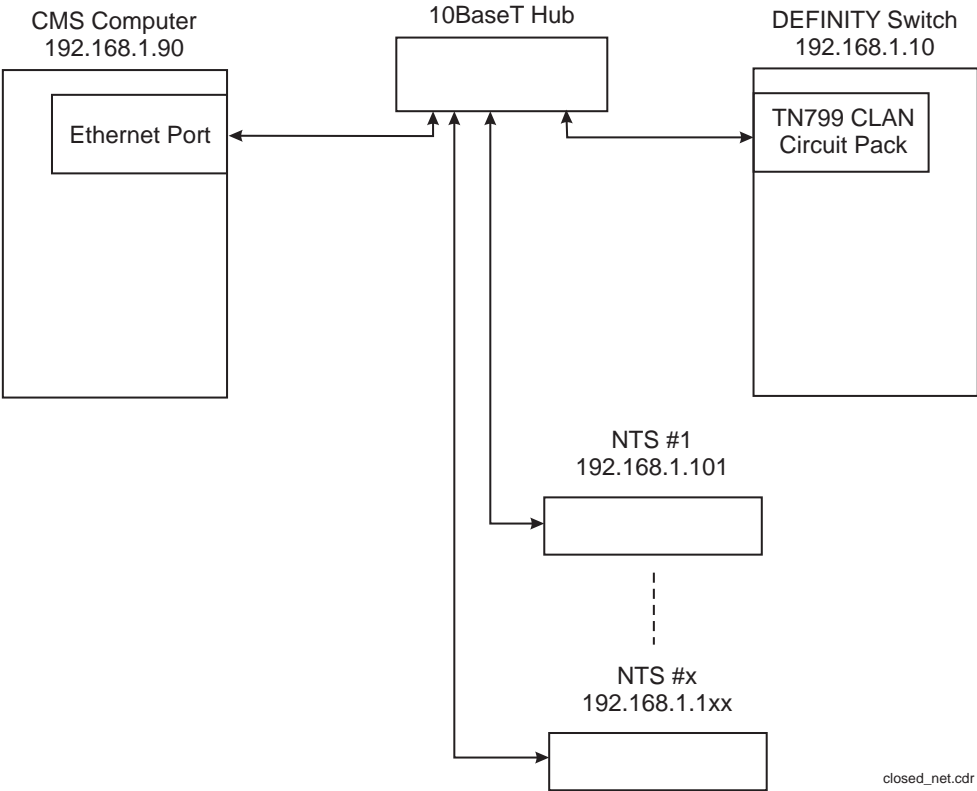 CMS Computer
192.168.1.90
10BaseT Hub
DEFINITY Switch
192.168.1.10
Ethernet Port
TN799 CLAN
Circuit Pack
NTS #1
192.168.1.101
NTS #x
192.168.1.1xx
closed_net.cdr